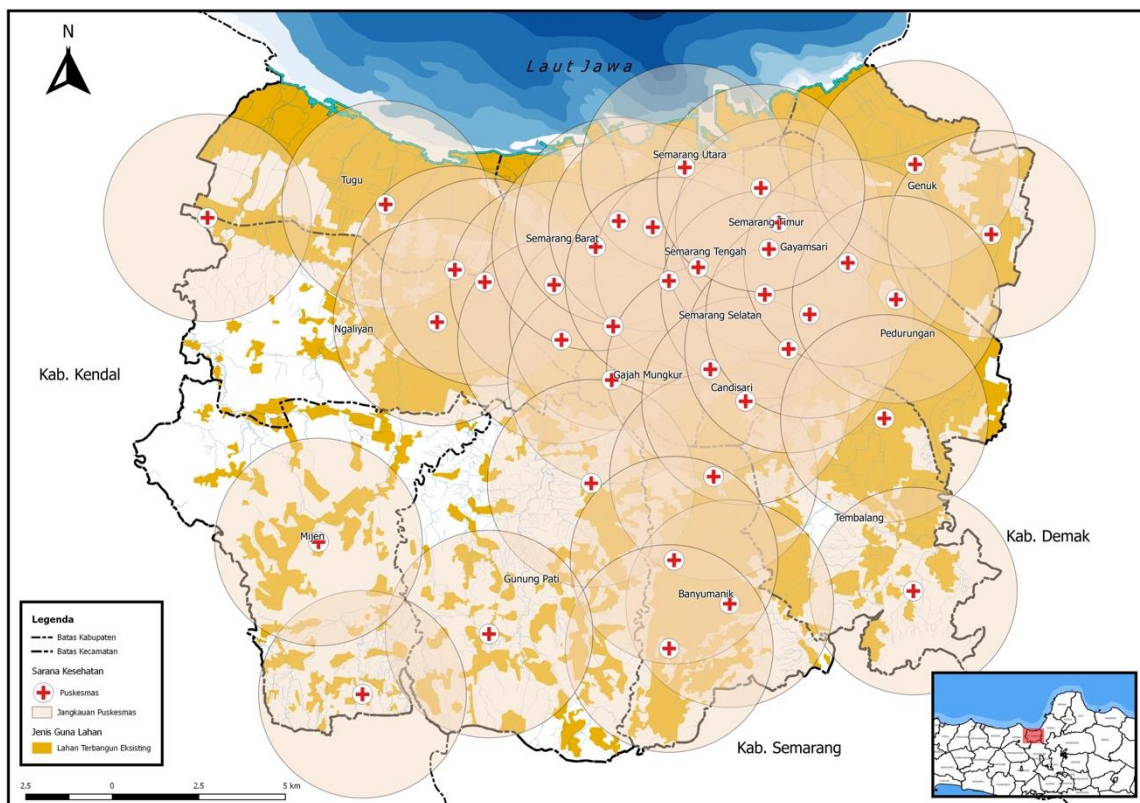 N
Laut Jawa
Semarang Utara
Tugu
Genuk
Semarang Timur
Semarang Barat
Gayamsari
Semarang Tengah
Semarang Selatan
Ngaliyan
Pedurungan
Kab. Kendal
Gajah Mungkur
Candisari
Tembalang
Mijen
Kab. Demak
Gunung Pati
Banyumanik
Legenda
Batas Kabupaten
Batas Kecamatan
Sarana Kesehatan
Puskesmas
Jangkauan Puskesmas
Jenis Guna Lahan
Lahan Terbangun Eksisting
Kab. Semarang
2.5 0 2.5 5 km